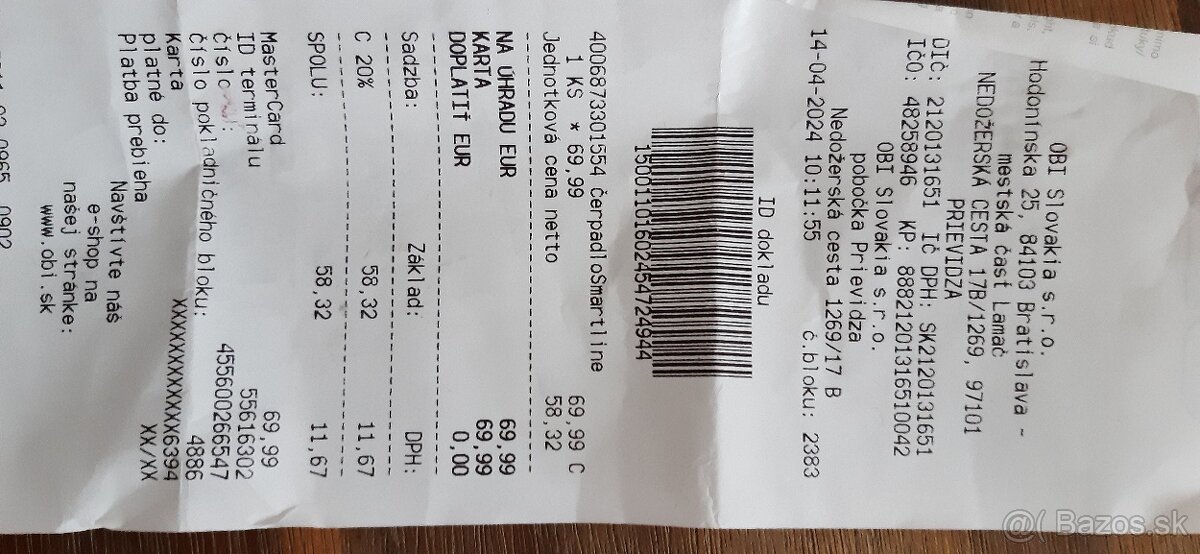 OBI Slovakia s.r.o.
Hodonínska 25, 84103 Bratislava -
mestská časť Lamač
NEDOŽERSKÁ CESTA 17B/1269, 97101
PRIEVIDZA
DIČ: 2120131651 IČ DPH: SK2120131651
IČO: 48258946 KP: 88821201316510042
OBI Slovakia s.r.o.
pobočka Prievidza
Nedožerská cesta 1269/17 B
14-04-2024 10:11:55 č.bloku: 2383
ID dokladu
15001101602454724944
4006873301554 čerpadloSmartline
1 KS * 69,99 69,99 C
Jednotková cena netto 58,32
NA ÚHRADU EUR 69,99
KARTA 69,99
DOPLATIŤ EUR 0,00
Sadzba: Základ: DPH:
C 20% 58,32 11,67
SPOLU: 58,32 11,67
MasterCard 69,99
ID terminálu 55616302
číslo : 455600266547
Číslo pokladničného bloku: 4886
Karta XXXXXXXXXXXX6394
platné do: XX/XX
Platba prebieha
Navštívte náš
e-shop na
našej stránke:
www.obi.sk
0965 0902
@( Bazos.sk